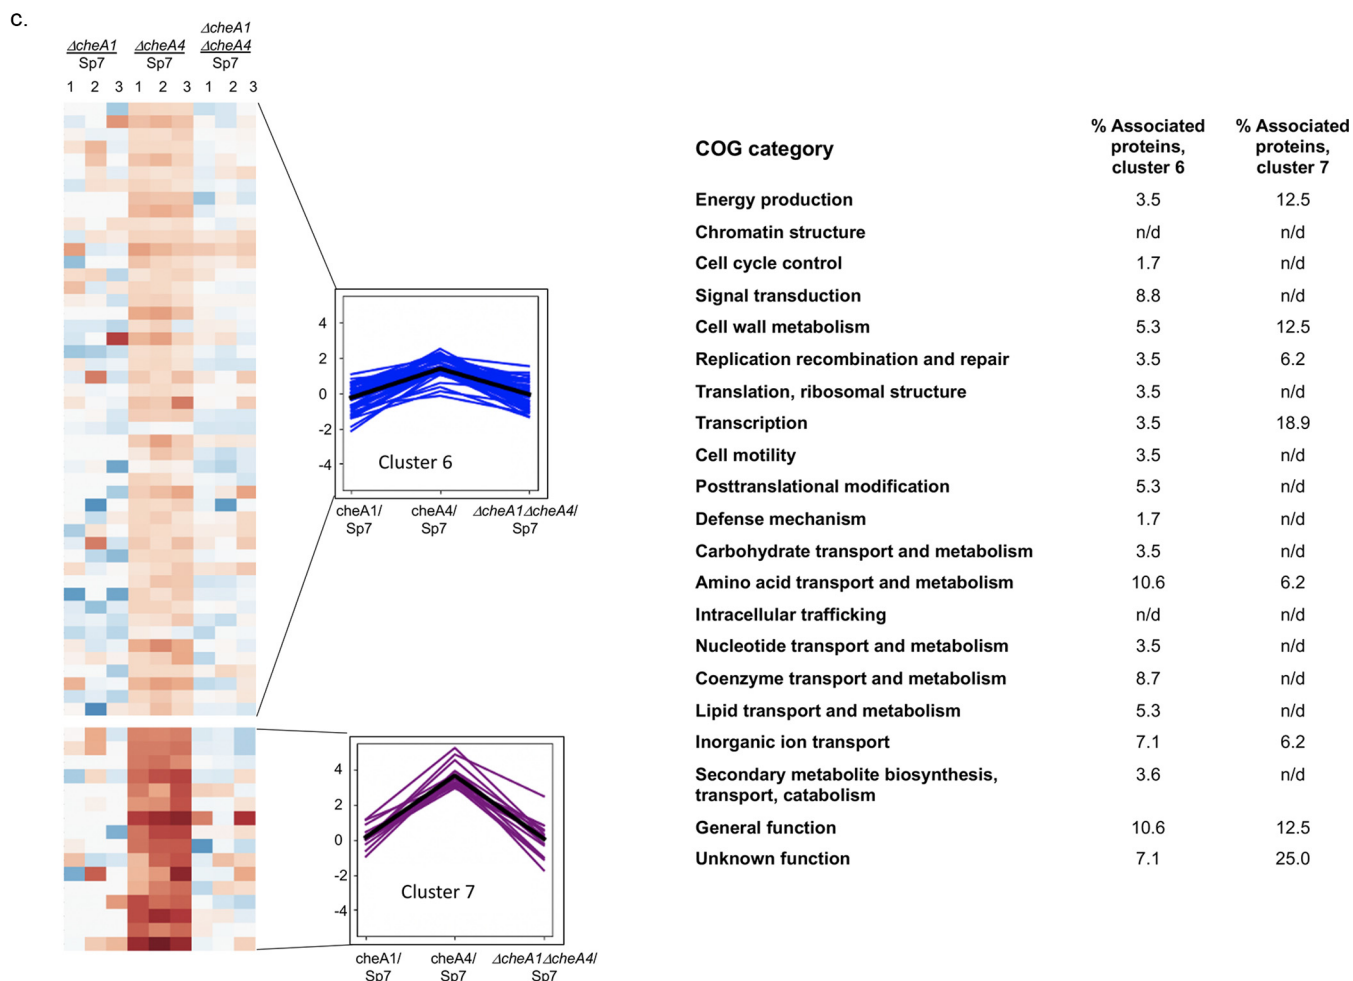 c.
ΔcheA1
ΔcheA1 ΔcheA4 ΔcheA4
Sp7 Sp7 Sp7
1 2 3 1 2 3 1 2 3
4
2
0
-2
-4
Cluster 6
cheA1/ cheA4/ ΔcheA1ΔcheA4/
Sp7 Sp7 Sp7
4
2
0
-2
-4
Cluster 7
cheA1/ cheA4/ ΔcheA1ΔcheA4/
Sp7 Sp7 Sp7
% Associated % Associated
COG category proteins, proteins,
cluster 6 cluster 7
Energy production 3.5 12.5
Chromatin structure n/d n/d
Cell cycle control 1.7 n/d
Signal transduction 8.8 n/d
Cell wall metabolism 5.3 12.5
Replication recombination and repair 3.5 6.2
Translation, ribosomal structure 3.5 n/d
Transcription 3.5 18.9
Cell motility 3.5 n/d
Posttranslational modification 5.3 n/d
Defense mechanism 1.7 n/d
Carbohydrate transport and metabolism 3.5 n/d
Amino acid transport and metabolism 10.6 6.2
Intracellular trafficking n/d n/d
Nucleotide transport and metabolism 3.5 n/d
Coenzyme transport and metabolism 8.7 n/d
Lipid transport and metabolism 5.3 n/d
Inorganic ion transport 7.1 6.2
Secondary metabolite biosynthesis, 3.6 n/d
transport, catabolism
General function 10.6 12.5
Unknown function 7.1 25.0